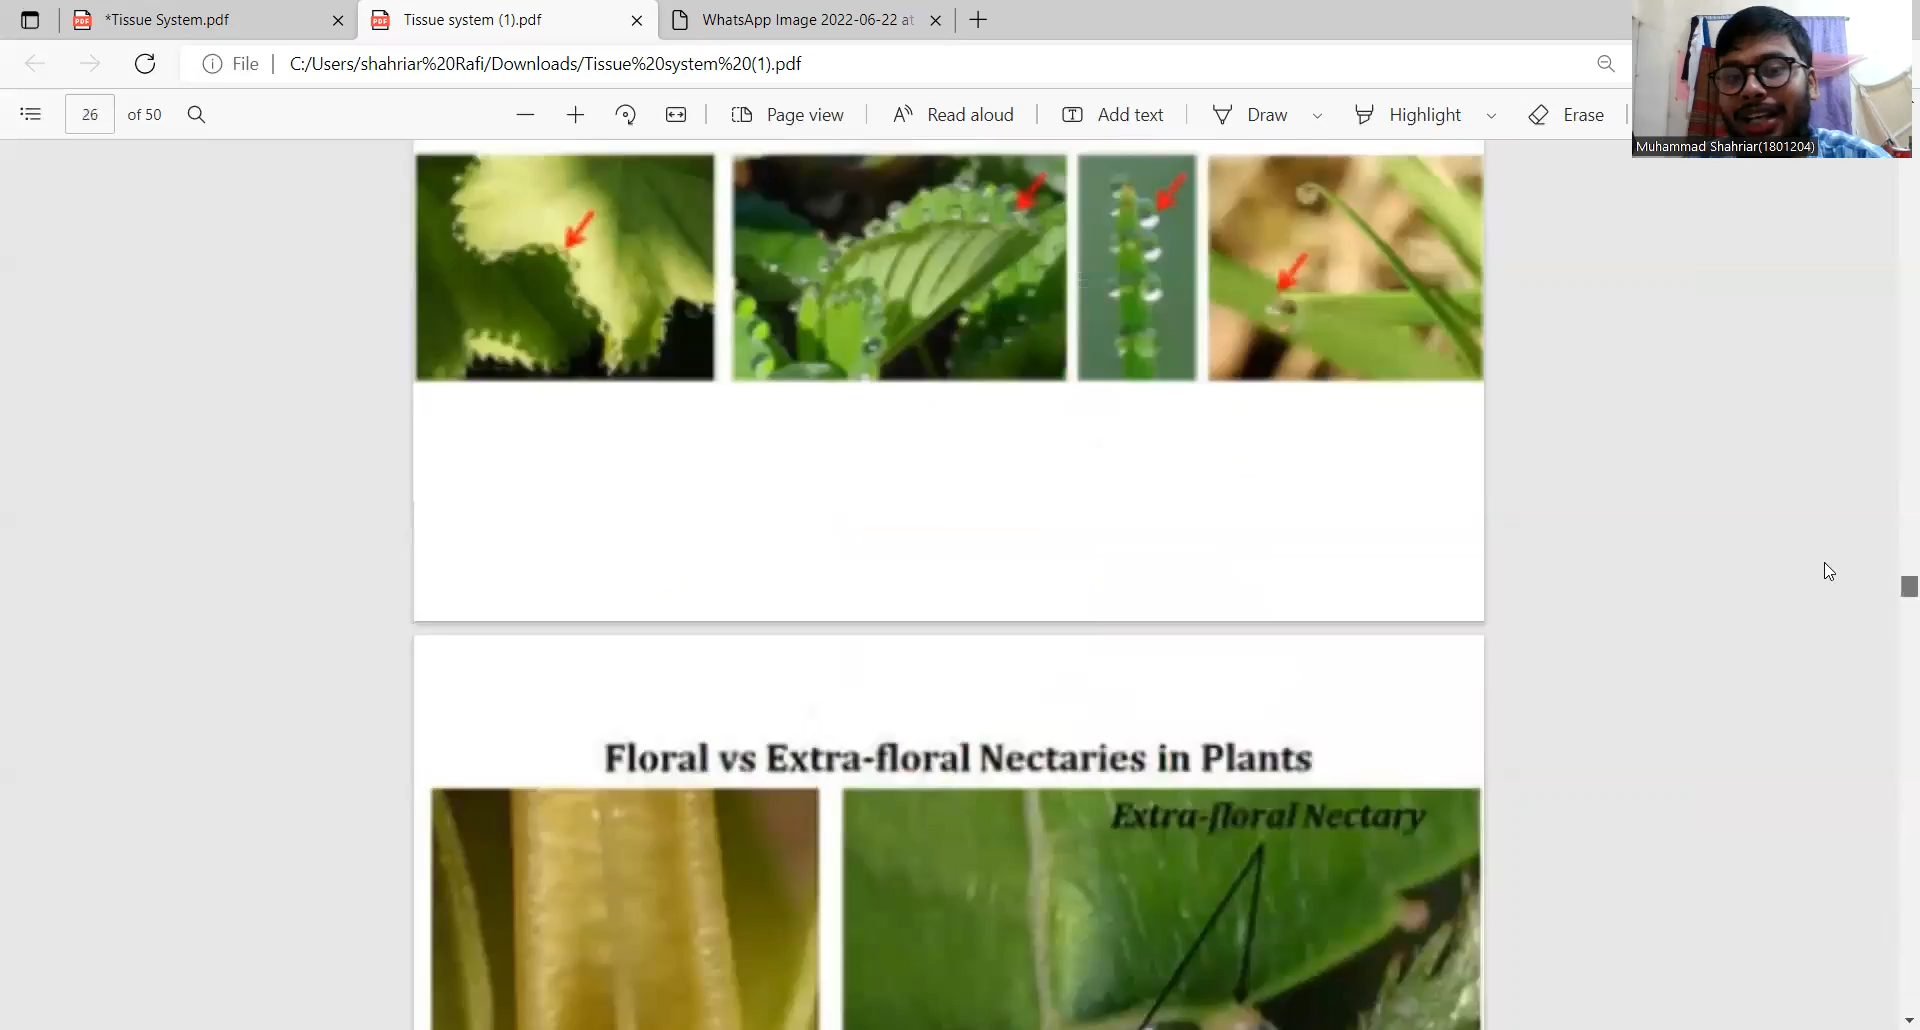 *Tissue System.pdf
Tissue system (1).pdf
WhatsApp Image 2022-06-22 at
File
C:/Users/shahriar%20Rafi/Downloads/Tissue%20system%20(1).pdf
26
of 50
Page view
Read aloud
Add text
Draw
Highlight
Erase
Muhammad Shahriar(1801204)
Floral vs Extra-floral Nectaries in Plants
Extra-floral Nectary